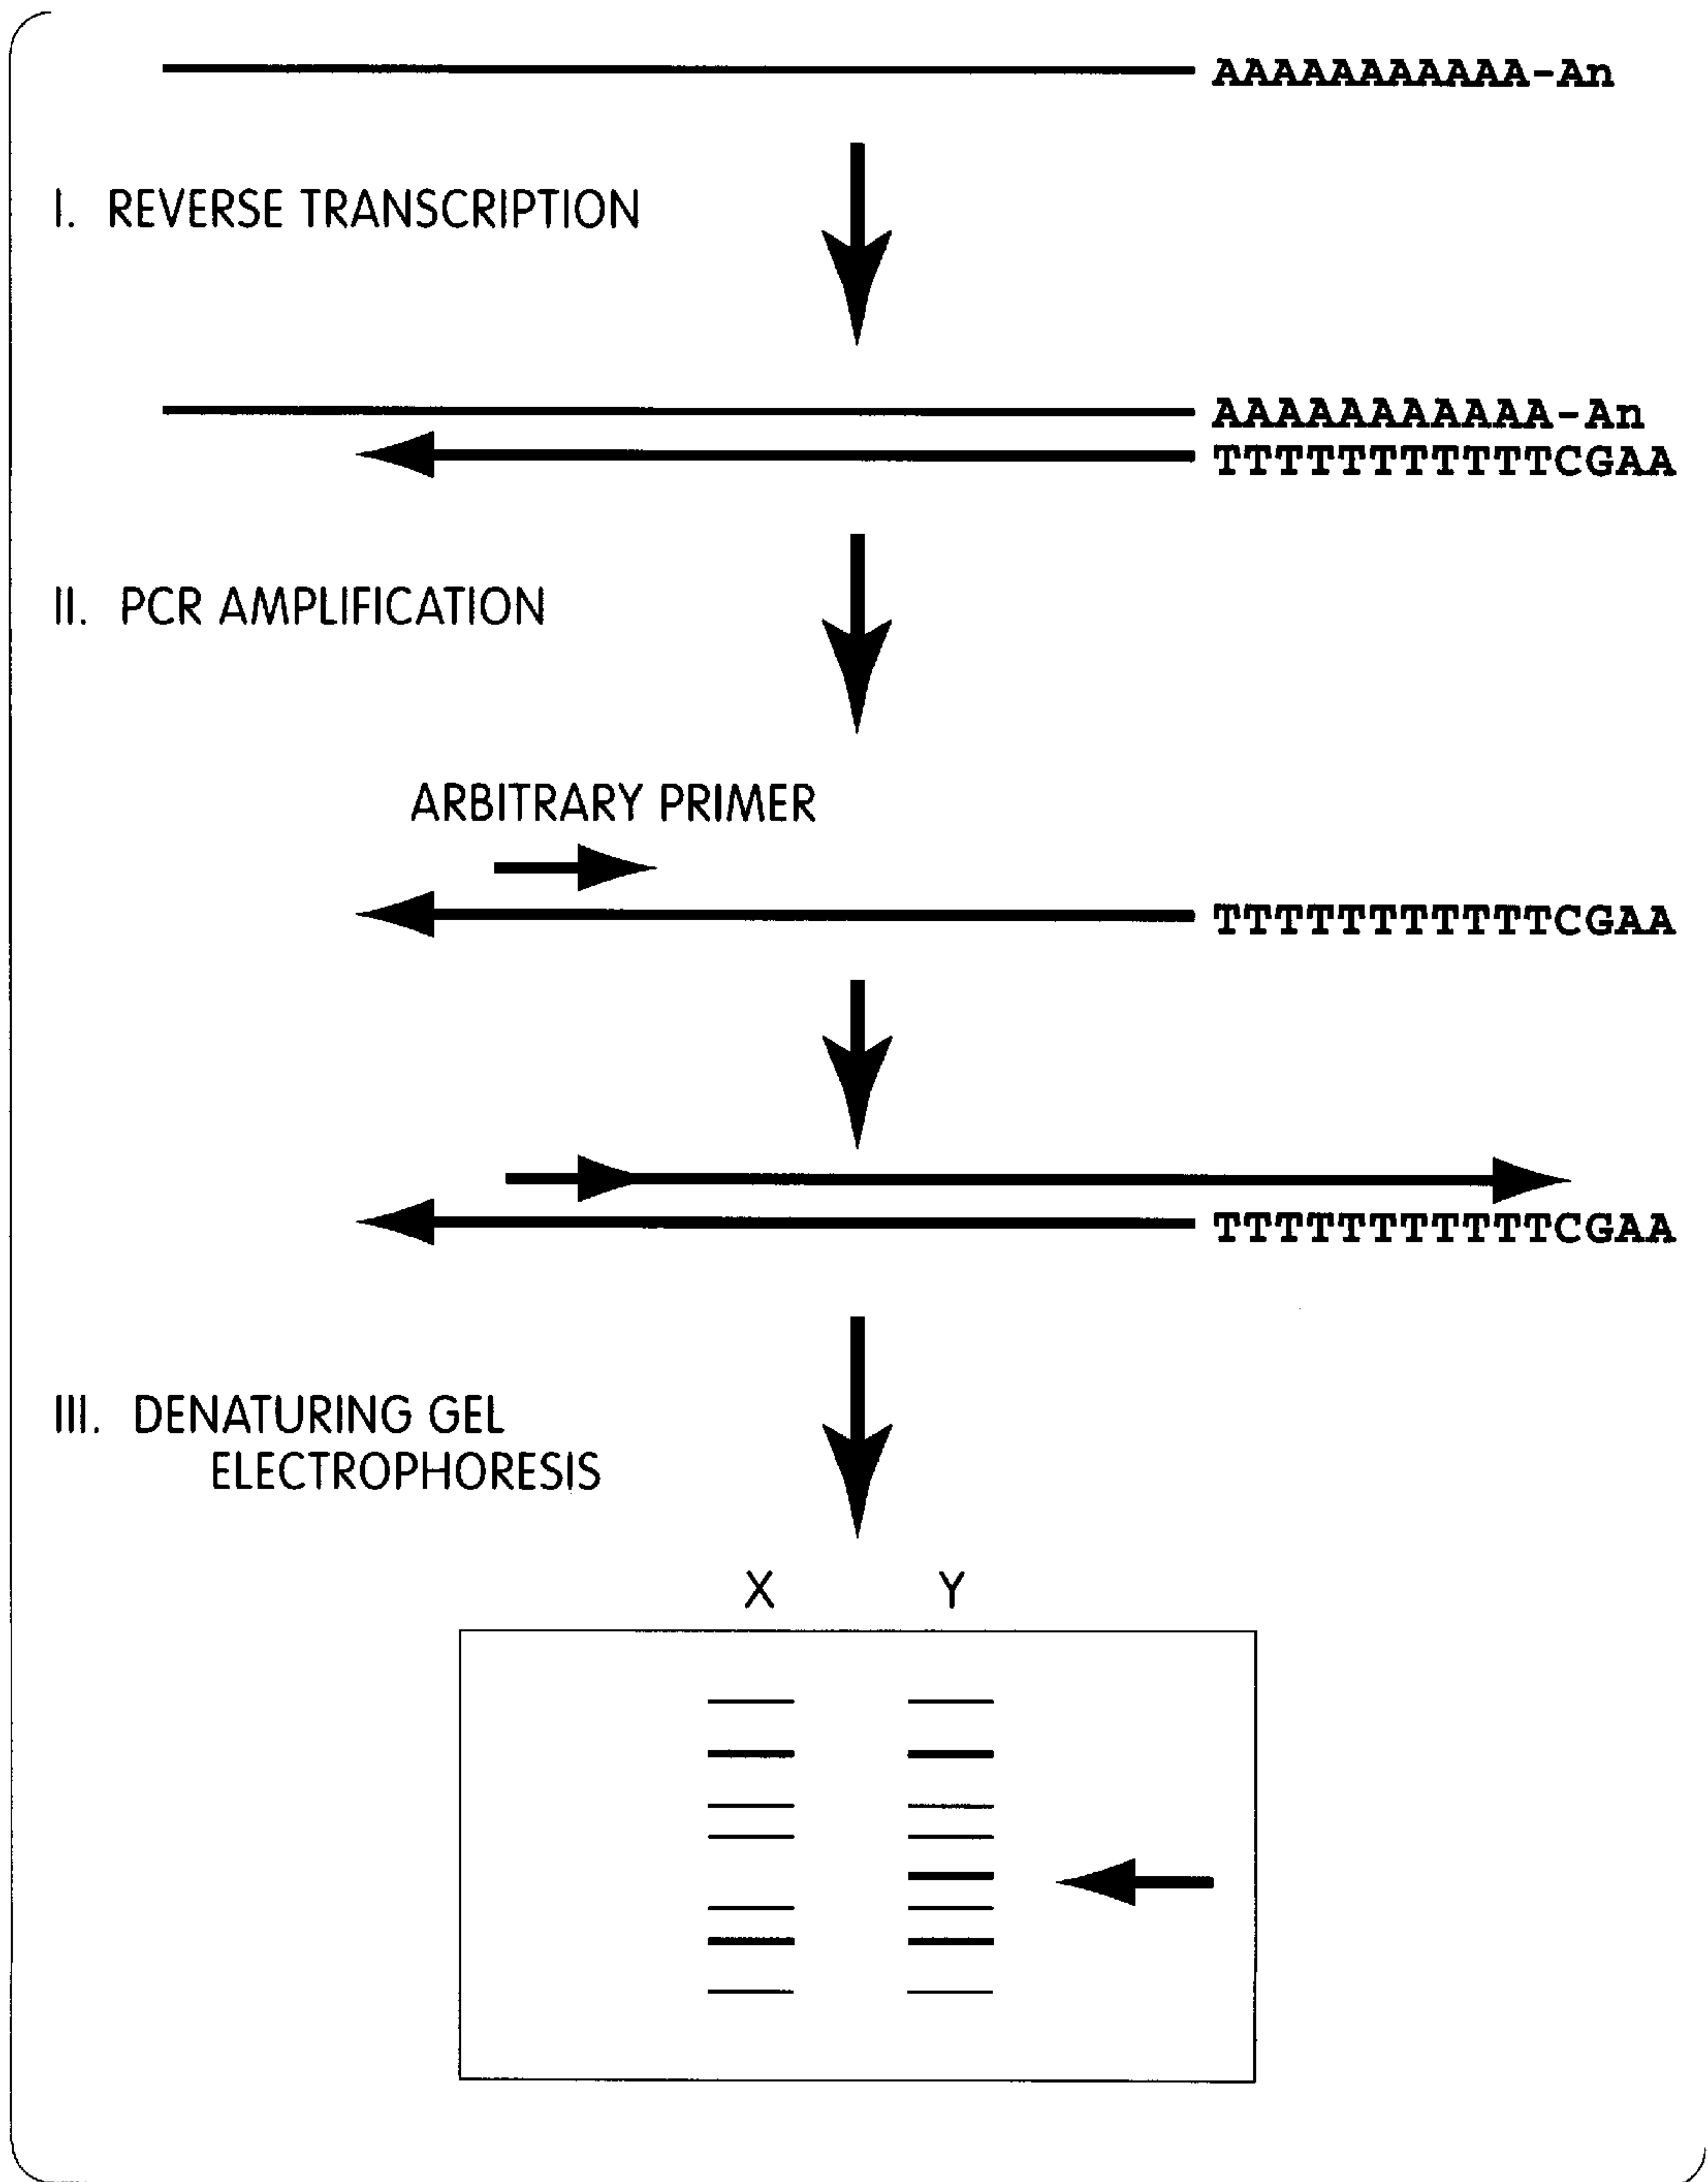 AAAAAAAAAAA-An
I. REVERSE TRANSCRIPTION
AAAAAAAAAAA-An
TTTTTTTTTTTCGAA
II. PCR AMPLIFICATION
ARBITRARY PRIMER
TTTTTTTTTTTCGAA
TTTTTTTTTTTCGAA
III. DENATURING GEL
ELECTROPHORESIS
X Y